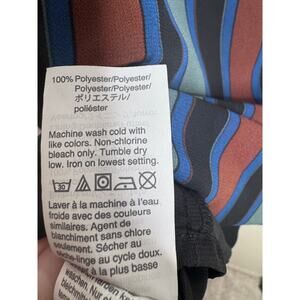 100% Polyester/Polyester/
Polyester/Polyester/
ポリエステル/
poliéster
Machine wash cold with
like colors. Non-chlorine
bleach only. Tumble dry
low. Iron on lowest setting.
30
Laver à la machine à l'eau
froide avec des couleurs
similaires. Agent de
blanchiment sans chlore
seulement. Sécher au
sèche-linge au cycle doux.
à la plus basse